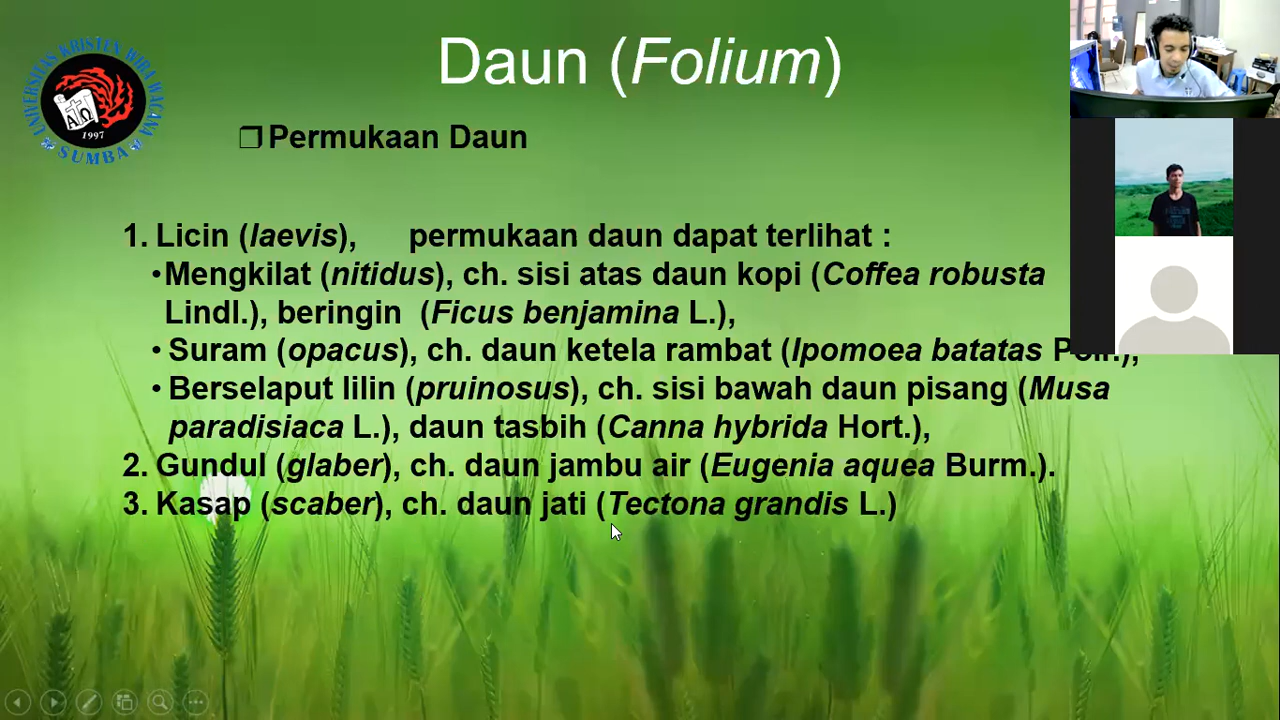 Daun (Folium)
UNIVERSITAS KRISTEN WIRA WACANA
ΑΩ
1997
SUMBA
❒ Permukaan Daun
1. Licin (laevis), permukaan daun dapat terlihat :
•Mengkilat (nitidus), ch. sisi atas daun kopi (Coffea robusta
Lindl.), beringin (Ficus benjamina L.),
• Suram (opacus), ch. daun ketela rambat (Ipomoea batatas
• Berselaput lilin (pruinosus), ch. sisi bawah daun pisang (Musa
paradisiaca L.), daun tasbih (Canna hybrida Hort.),
2. Gundul (glaber), ch. daun jambu air (Eugenia aquea Burm.).
3. Kasap (scaber), ch. daun jati (Tectona grandis L.)